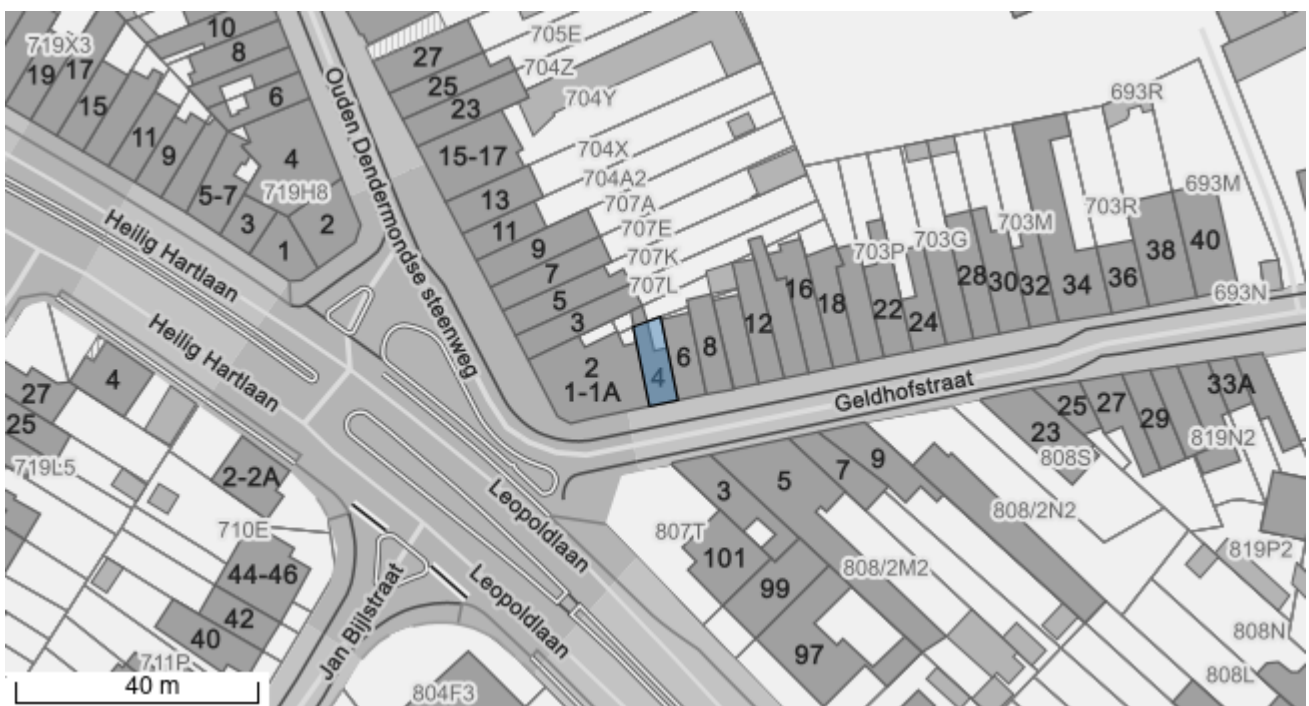 10
719X3
8
19
17
15
6
11
9
4
5-7
719H8
3
2
1
27
705E
25
704Z
23
704Y
15-17
704X
13
704A2
11
707A
9
707E
7
707K
5
707L
3
2
1-1A
4
6
8
12
16
18
703P
22
24
703G
28
30
703M
32
34
703R
36
38
40
693R
693M
693N
Ouden Dendermondse steenweg
Heilig Hartlaan
Heilig Hartlaan
Geldhofstraat
Leopoldlaan
Leopoldlaan
Jan Bijlstraat
4
27
25
719L5
2-2A
710E
44-46
42
40
711P
40 m
804F3
3
5
7
9
807T
101
99
97
808/2M2
808/2N2
23
25
27
29
33A
808S
819N2
819P2
808N
808L